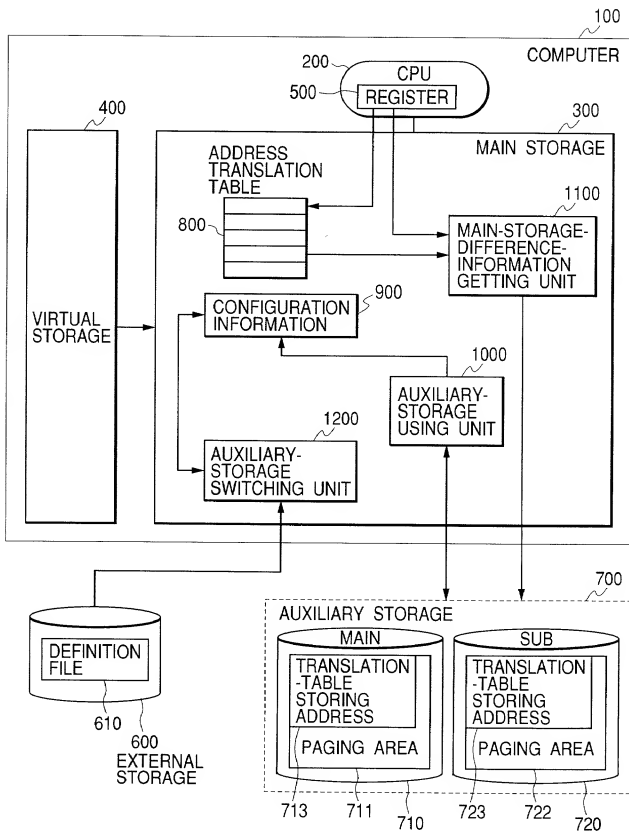 100
COMPUTER
200
CPU
500
REGISTER
400
300
MAIN STORAGE
ADDRESS
TRANSLATION
TABLE
800
1100
MAIN-STORAGE-
DIFFERENCE-
INFORMATION
GETTING UNIT
900
CONFIGURATION
INFORMATION
VIRTUAL
STORAGE
1000
AUXILIARY-
STORAGE
USING UNIT
1200
AUXILIARY-
STORAGE
SWITCHING UNIT
700
AUXILIARY STORAGE
DEFINITION
FILE
610
600
EXTERNAL
STORAGE
MAIN
TRANSLATION
-TABLE
STORING
ADDRESS
PAGING AREA
713
711
710
SUB
TRANSLATION
-TABLE
STORING
ADDRESS
PAGING AREA
723
722
720